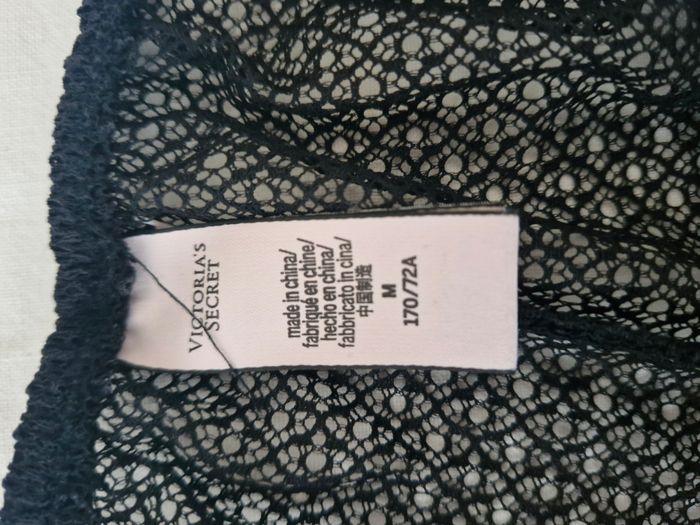 VICTORIA'S
SECRET
made in china/
fabriqué en chine/
hecho en china/
fabbricato in cina/
中国制造
M
170/72A